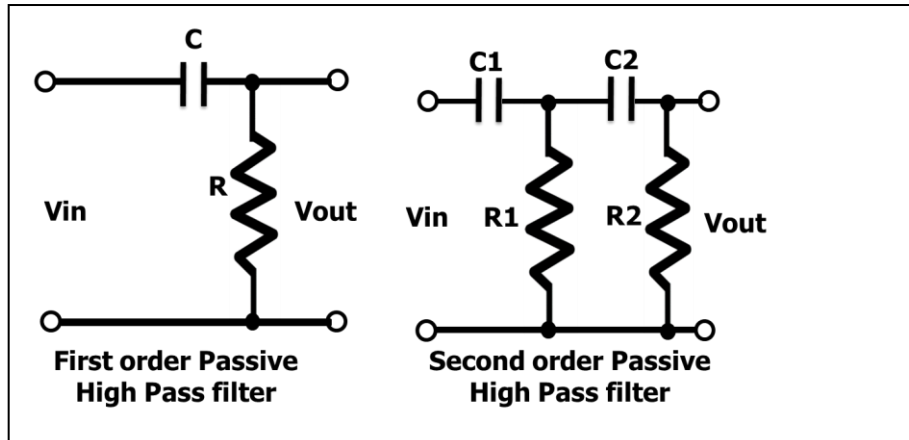 C
R
Vin
Vout
First order Passive
High Pass filter
C1
C2
Vin
R1
R2
Vout
Second order Passive
High Pass filter